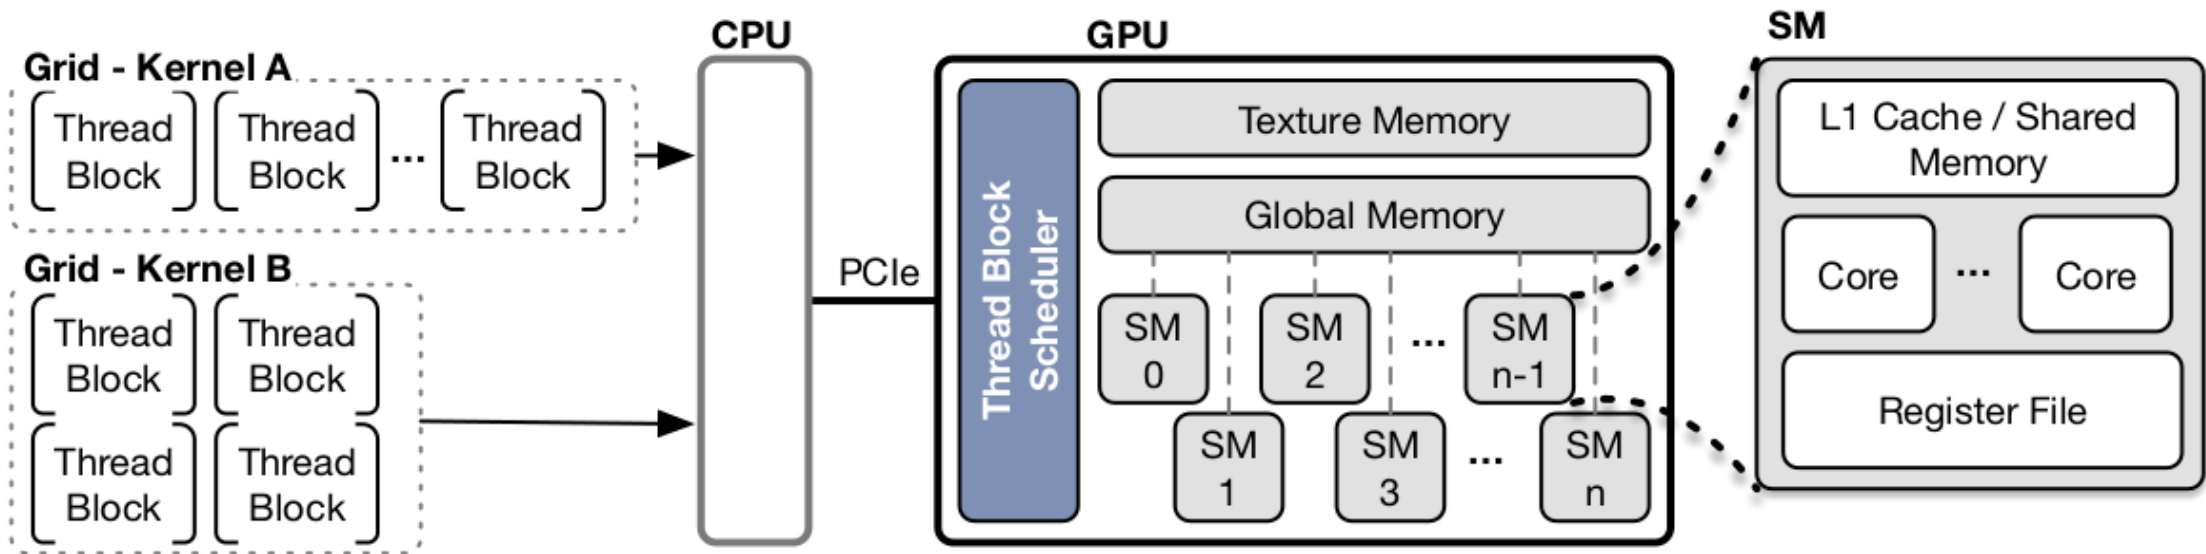 Grid - Kernel A
Thread
Block
Thread
Block
...
Thread
Block
Grid - Kernel B
Thread
Block
Thread
Block
Thread
Block
Thread
Block
CPU
PCIe
GPU
Thread Block
Scheduler
Texture Memory
Global Memory
SM
0
SM
2
...
SM
n-1
SM
1
SM
3
...
SM
n
SM
L1 Cache / Shared
Memory
Core
...
Core
Register File